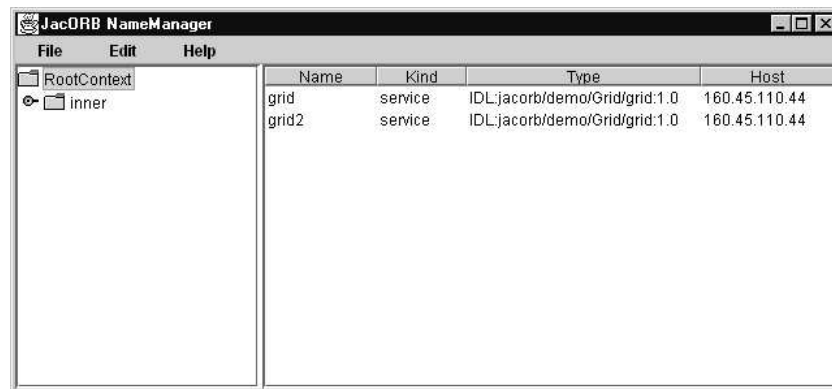 JacORB NameManager
File Edit Help
RootContext
inner
Name Kind Type Host
grid service IDL:jacorb/demo/Grid/grid:1.0 160.45.110.44
grid2 service IDL:jacorb/demo/Grid/grid:1.0 160.45.110.44